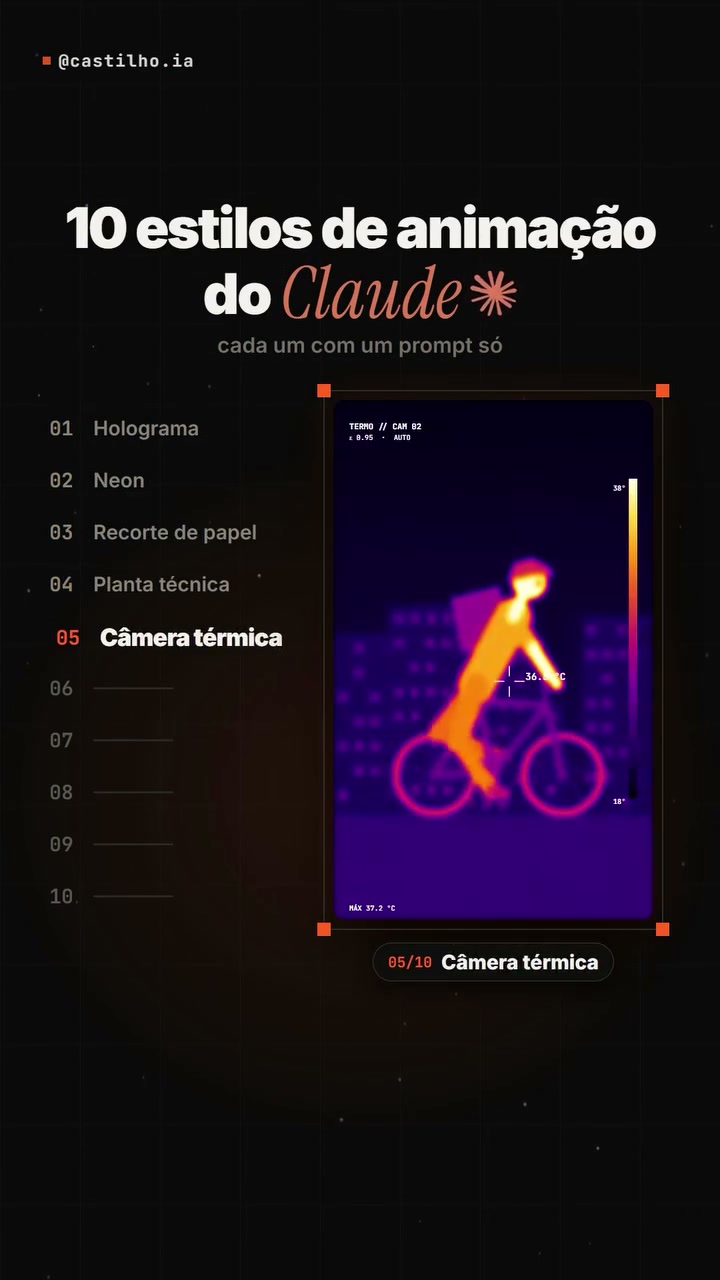 @castilho.ia
10 estilos de animação
do Claude
cada um com um prompt só
01 Holograma
02 Neon
03 Recorte de papel
04 Planta técnica
05 Câmera térmica
06
07
08
09
10
TERMO // CAM 02
ε 0.95 · AUTO
38°
18°
MÁX 37.2 °C
05/10 Câmera térmica